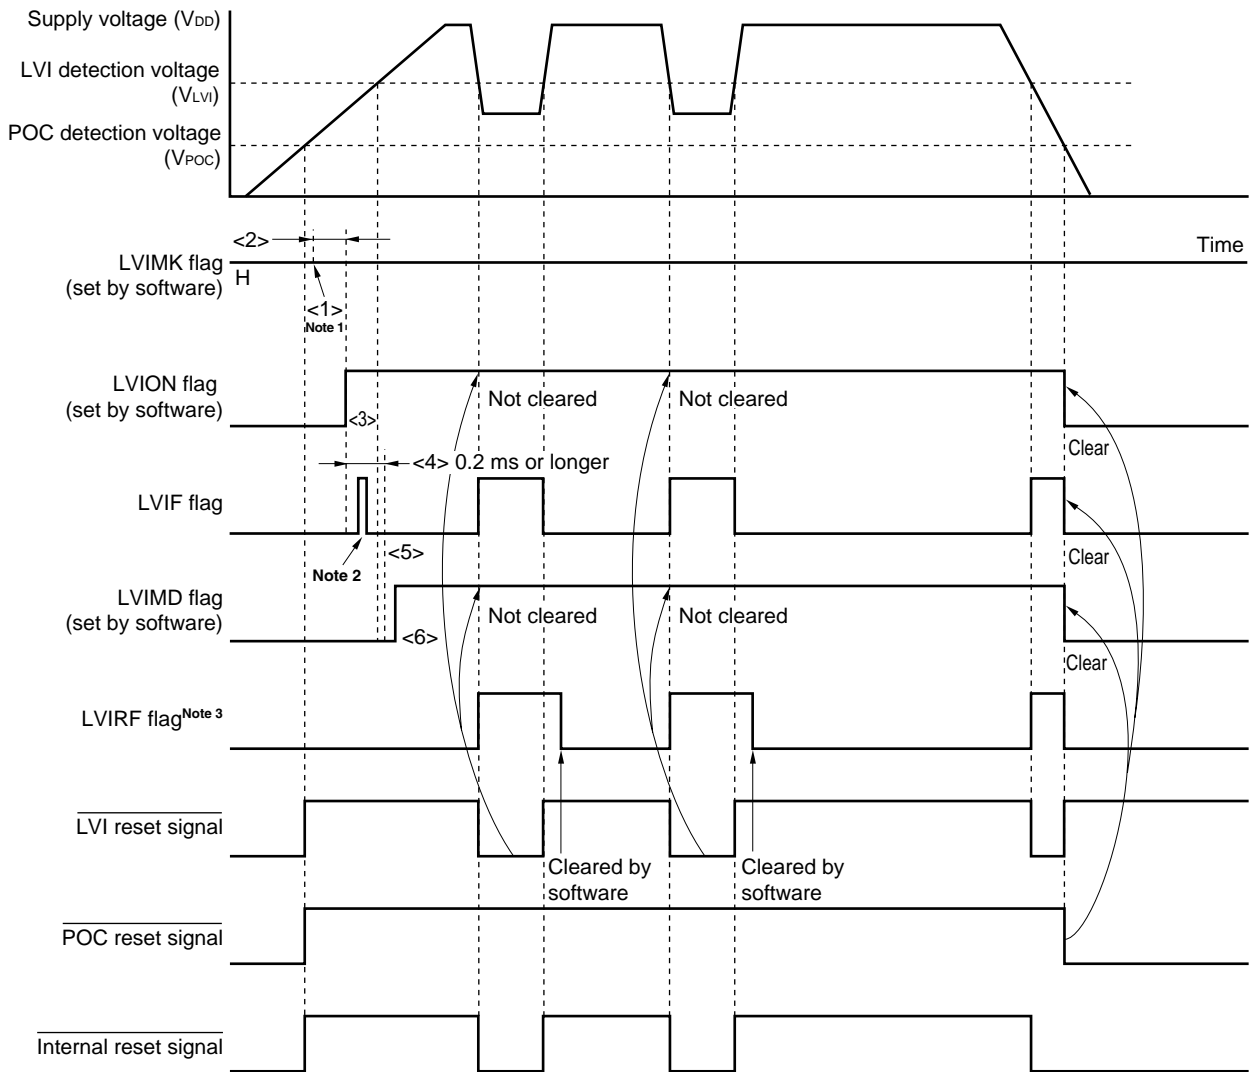 Supply voltage (VDD)
LVI detection voltage
(VLVI)
POC detection voltage
(VPOC)
<2>
Time
LVIMK flag
(set by software)
H
<1>
Note 1
LVION flag
(set by software)
Not cleared
Not cleared
<3>
Clear
<4> 0.2 ms or longer
LVIF flag
<5>
Clear
Note 2
LVIMD flag
(set by software)
Not cleared
Not cleared
<6>
Clear
LVIRF flagNote 3
LVI reset signal
Cleared by
software
Cleared by
software
POC reset signal
Internal reset signal